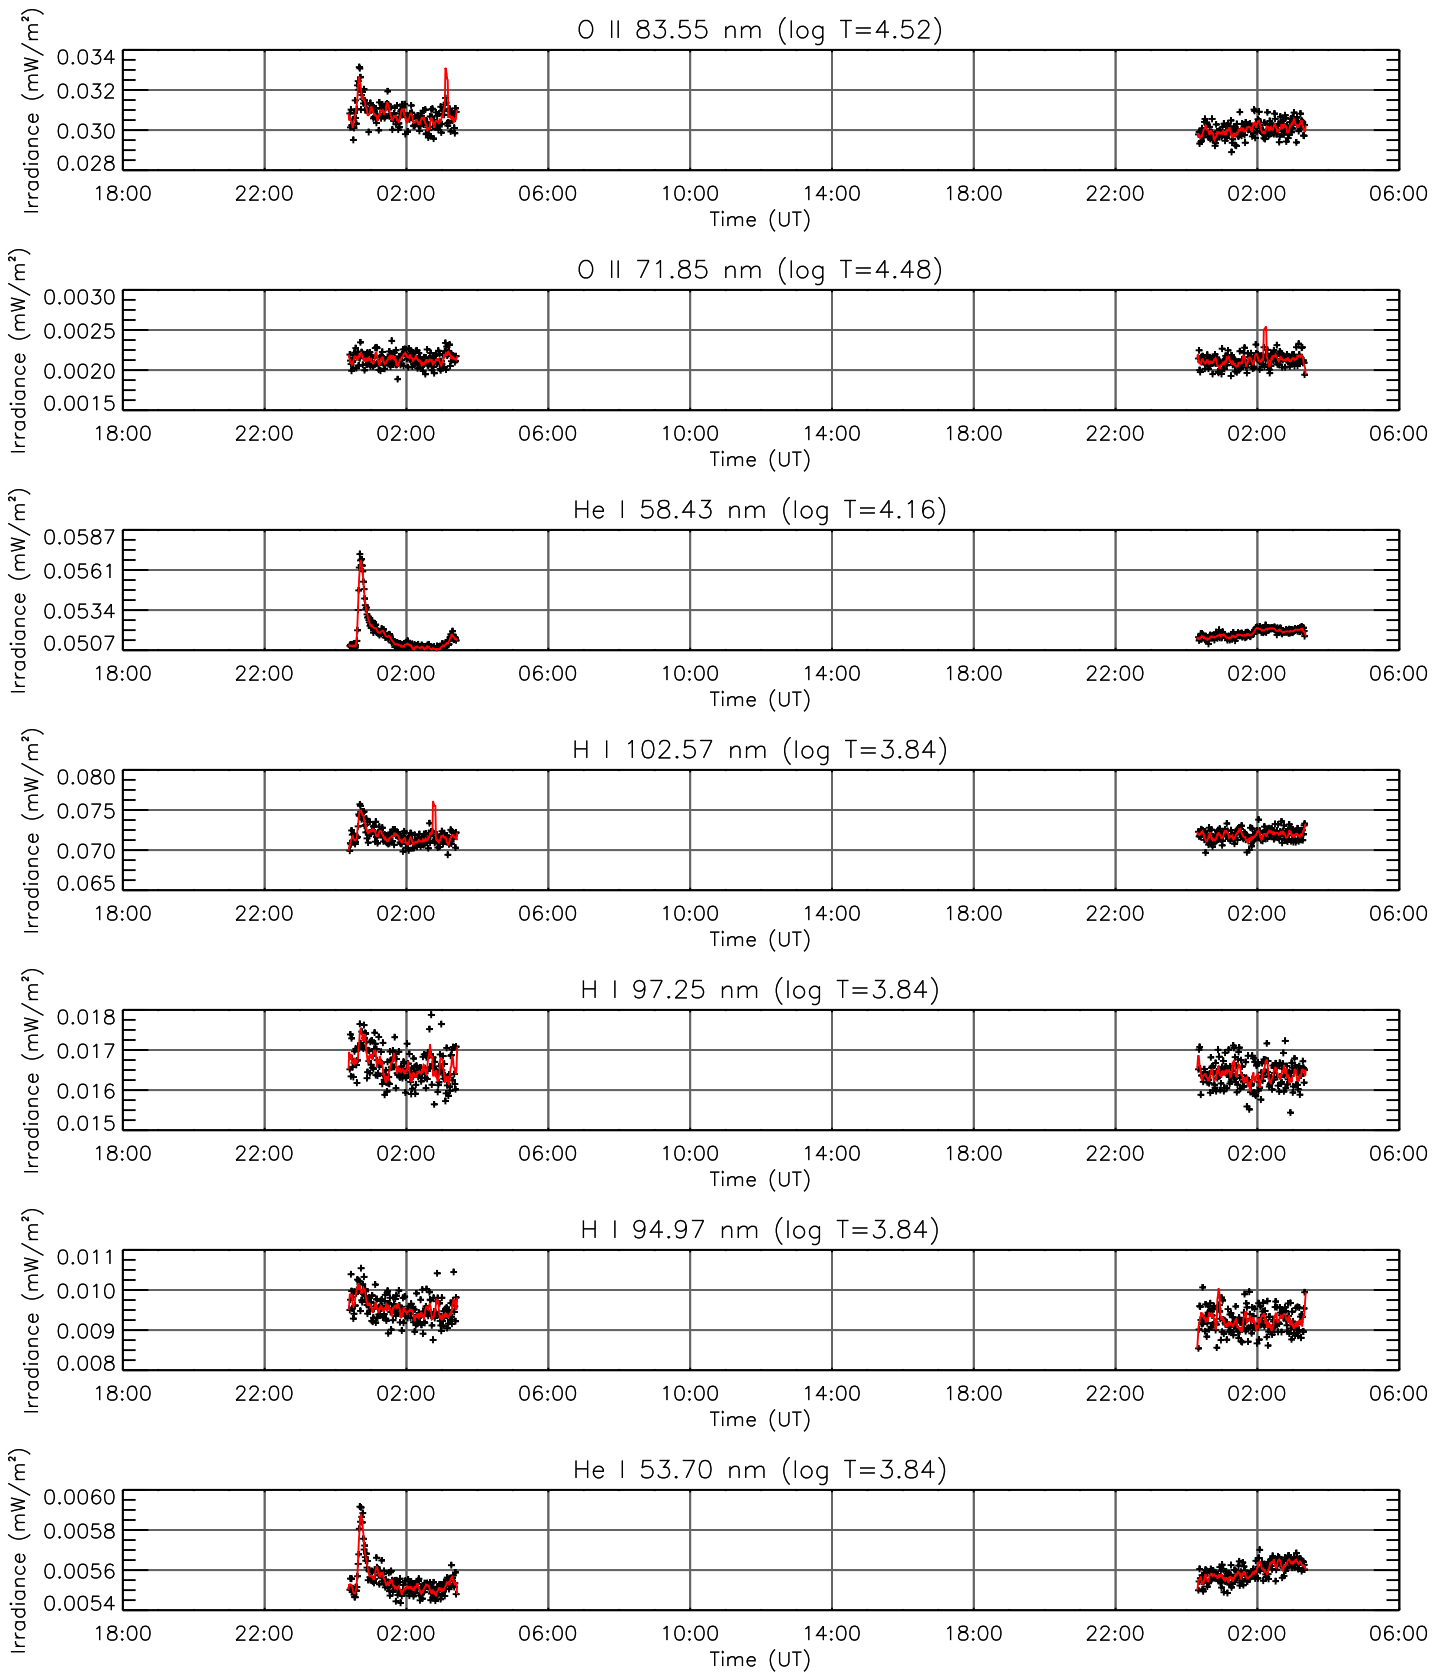 O II 83.55 nm (log T=4.52)
Irradiance (mW/m²)
0.034
0.032
0.030
0.028
18:00 22:00 02:00 06:00 10:00 14:00 18:00 22:00 02:00 06:00
Time (UT)
O II 71.85 nm (log T=4.48)
Irradiance (mW/m²)
0.0030
0.0025
0.0020
0.0015
18:00 22:00 02:00 06:00 10:00 14:00 18:00 22:00 02:00 06:00
Time (UT)
He I 58.43 nm (log T=4.16)
Irradiance (mW/m²)
0.0587
0.0561
0.0534
0.0507
18:00 22:00 02:00 06:00 10:00 14:00 18:00 22:00 02:00 06:00
Time (UT)
H I 102.57 nm (log T=3.84)
Irradiance (mW/m²)
0.080
0.075
0.070
0.065
18:00 22:00 02:00 06:00 10:00 14:00 18:00 22:00 02:00 06:00
Time (UT)
H I 97.25 nm (log T=3.84)
Irradiance (mW/m²)
0.018
0.017
0.016
0.015
18:00 22:00 02:00 06:00 10:00 14:00 18:00 22:00 02:00 06:00
Time (UT)
H I 94.97 nm (log T=3.84)
Irradiance (mW/m²)
0.011
0.010
0.009
0.008
18:00 22:00 02:00 06:00 10:00 14:00 18:00 22:00 02:00 06:00
Time (UT)
He I 53.70 nm (log T=3.84)
Irradiance (mW/m²)
0.0060
0.0058
0.0056
0.0054
18:00 22:00 02:00 06:00 10:00 14:00 18:00 22:00 02:00 06:00
Time (UT)